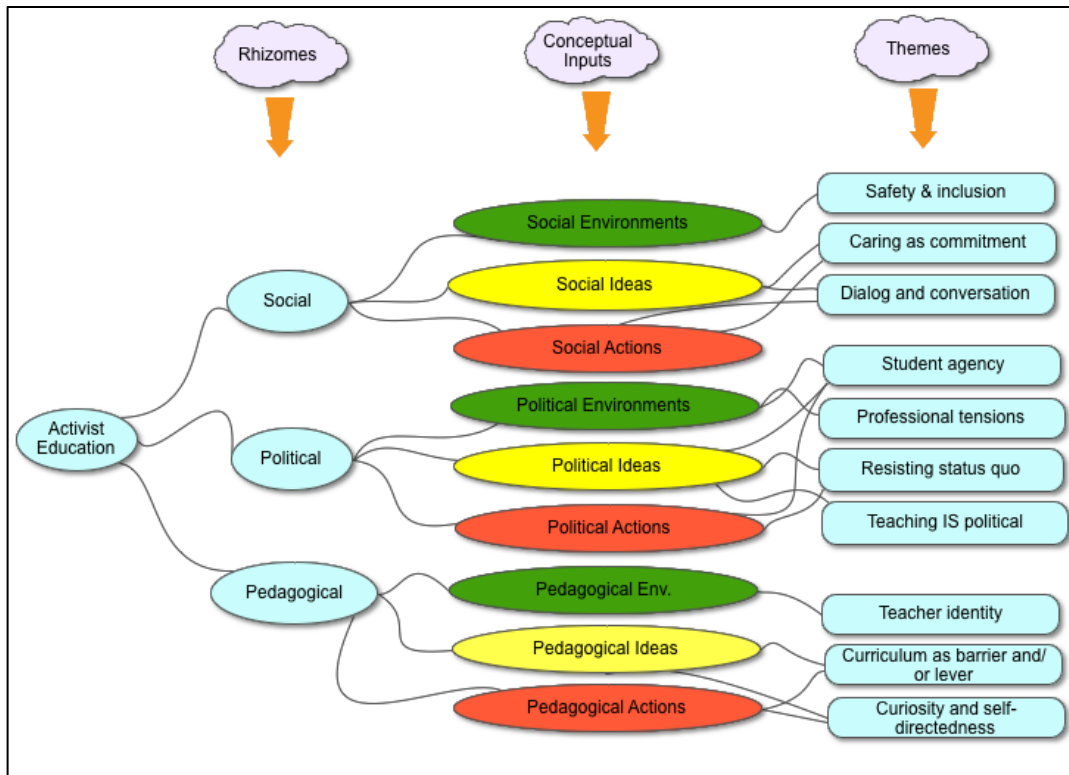 Rhizomes
Conceptual
Inputs
Themes
Safety & inclusion
Social Environments
Caring as commitment
Social Ideas
Dialog and conversation
Social
Social Actions
Student agency
Political Environments
Professional tensions
Activist
Education
Political
Political Ideas
Resisting status quo
Political Actions
Teaching IS political
Pedagogical
Pedagogical Env.
Teacher identity
Pedagogical Ideas
Curriculum as barrier and/
or lever
Pedagogical Actions
Curiosity and self-
directedness